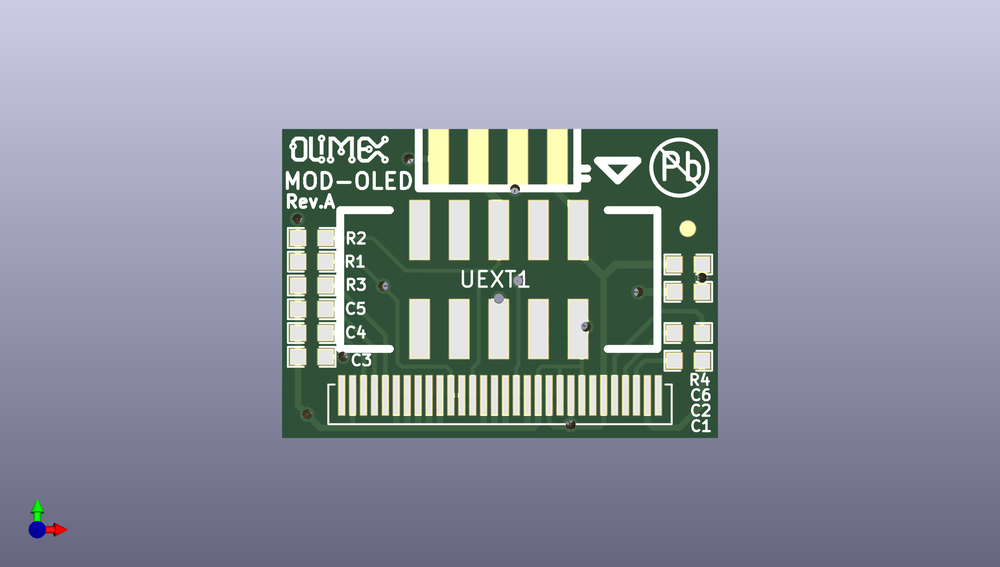 OLIMEX
MOD-OLED
Rev.A
Pb
R2
R1
R3
C5
C4
C3
UEXT1
R4
C6
C2
C1